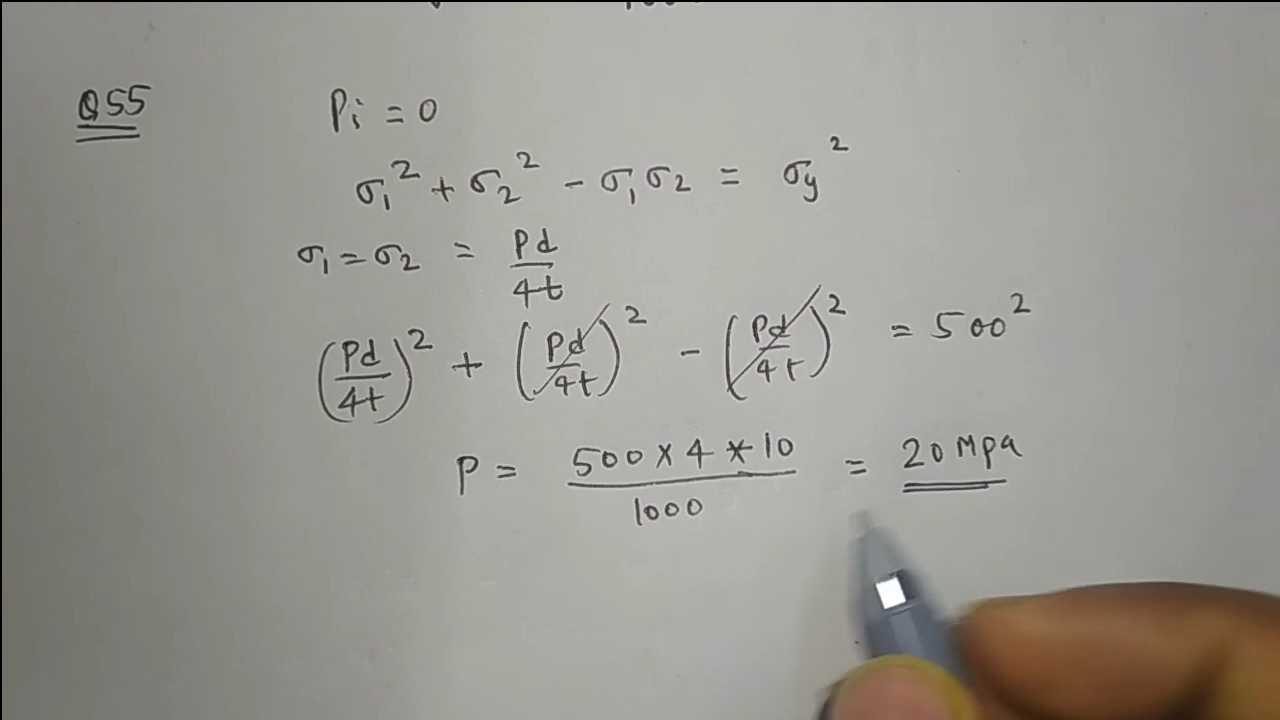 Q55
Pi = 0
σ₁² + σ₂² - σ₁σ₂ = σy²
σ₁ = σ₂ = Pd/4t
(Pd/4t)² + (Pd/4t)² - (Pd/4t)² = 500²
P = 500 × 4 * 10/1000 = 20 Mpa